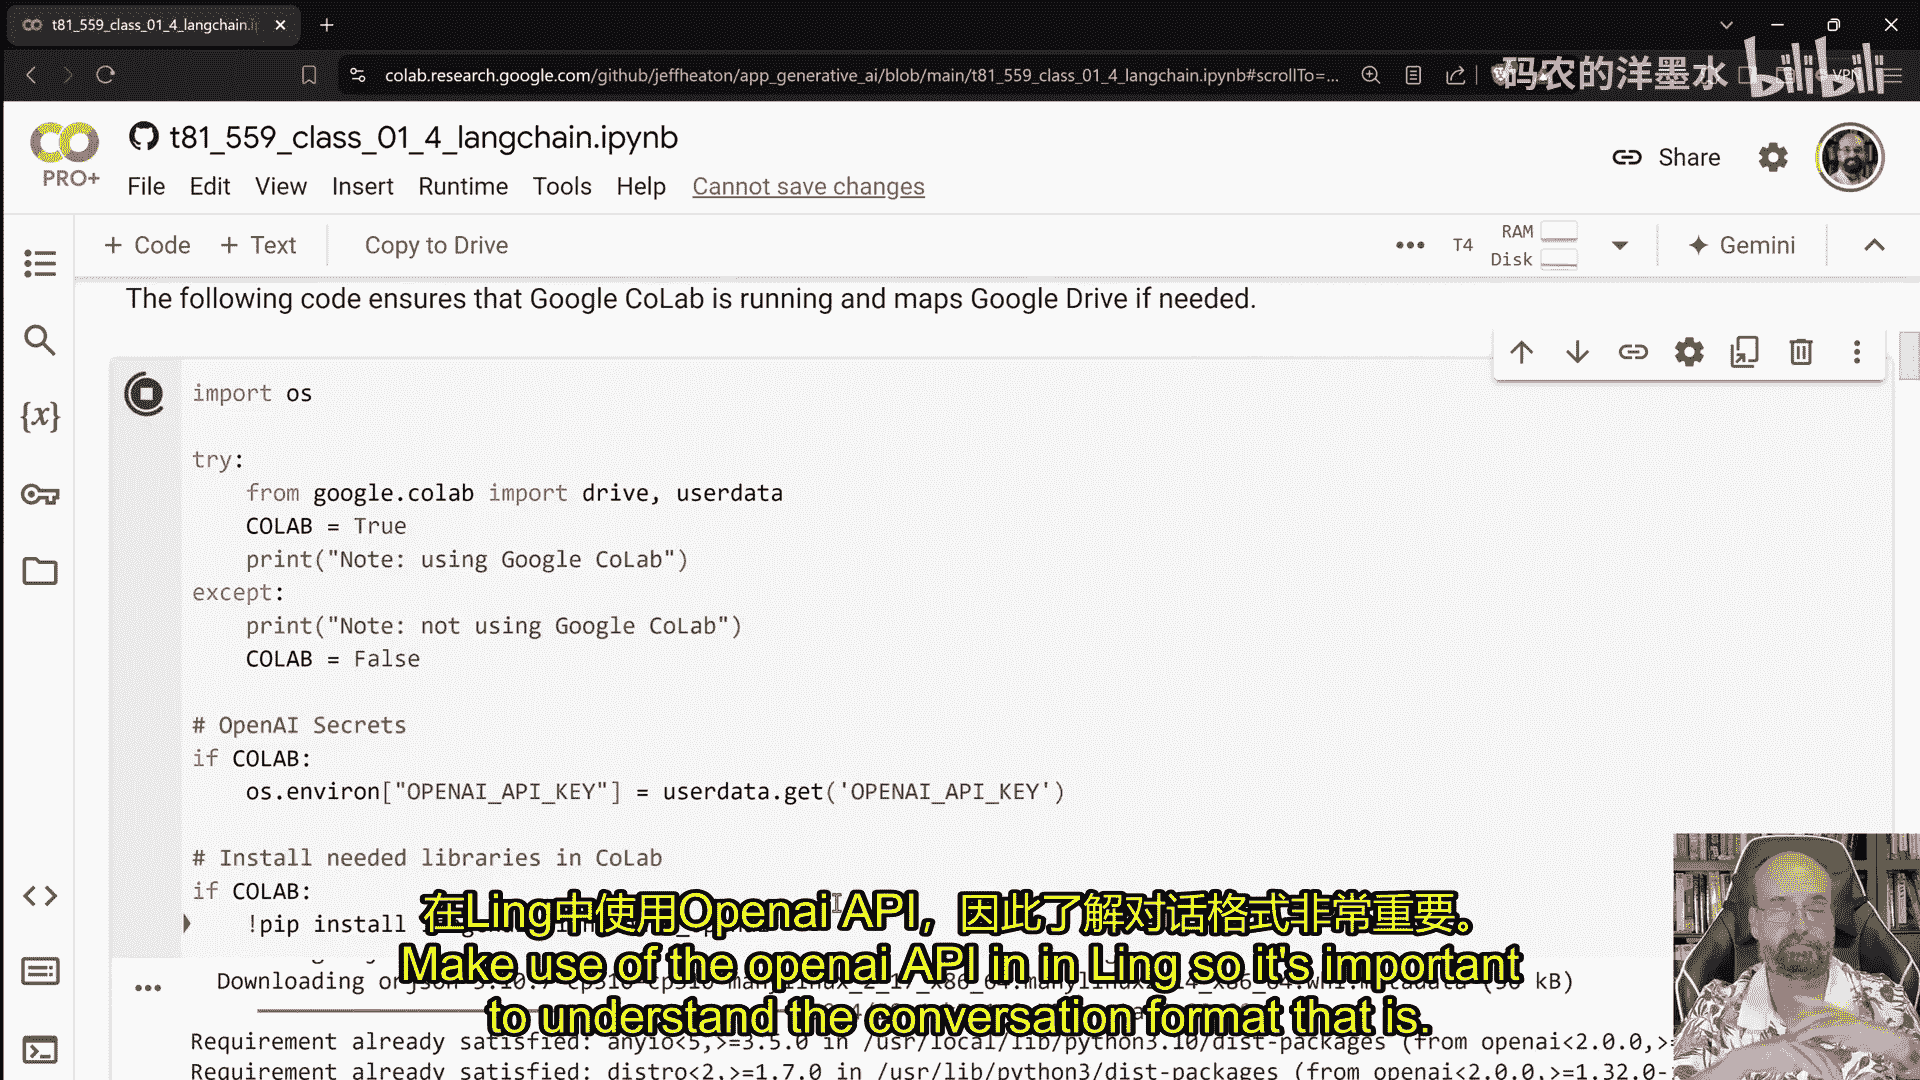 t81_559_class_01_4_langchain.i
colab.research.google.com/github/jeffheaton/app_generative_ai/blob/main/t81_559_class_01_4_langchain.ipynb#scrollTo=...
码农的洋墨水 bilibili
VPN
CO
PRO+
t81_559_class_01_4_langchain.ipynb
Share
File Edit View Insert Runtime Tools Help Cannot save changes
+ Code + Text Copy to Drive
T4 RAM
Disk
Gemini
The following code ensures that Google CoLab is running and maps Google Drive if needed.
{x}
import os
try:
from google.colab import drive, userdata
COLAB = True
print("Note: using Google CoLab")
except:
print("Note: not using Google CoLab")
COLAB = False
# OpenAI Secrets
if COLAB:
os.environ["OPENAI_API_KEY"] = userdata.get('OPENAI_API_KEY')
# Install needed libraries in CoLab
if COLAB:
!pip install
在Ling中使用Openai API，因此了解对话格式非常重要。
Make use of the openai API in in Ling so it's important
to understand the conversation format that is.
Downloading
kB)
Requirement already satisfied: anyio<5,>=3.5.0 in /usr/local/lib/python3.10/dist-packages (from openai<2.0.0,>=
Requirement already satisfied: distro<2,>=1.7.0 in /usr/lib/python3/dist-packages (from openai<2.0.0,>=1.32.0-